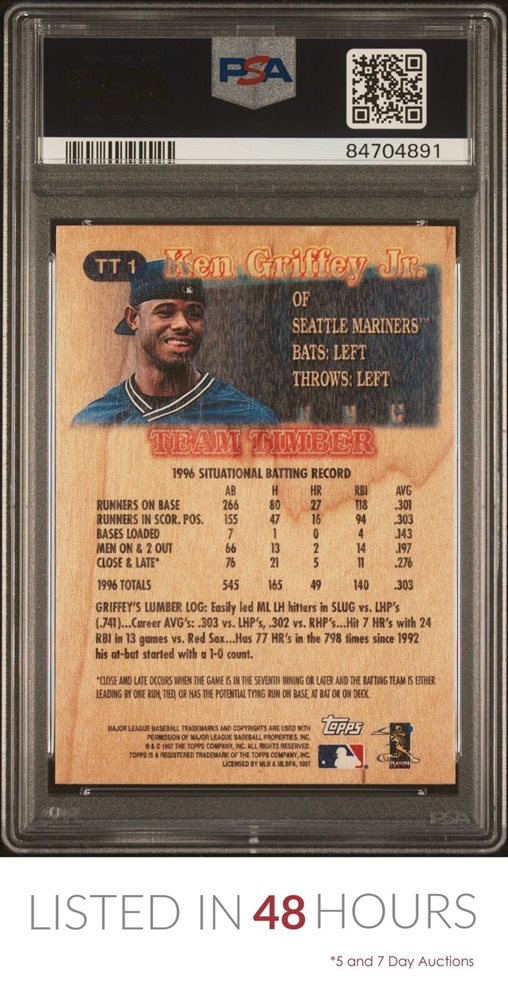 PSA
84704891
TT 1
Ken Griffey Jr.
OF
SEATTLE MARINERS™
BATS: LEFT
THROWS: LEFT
TEAM TIMBER
1996 SITUATIONAL BATTING RECORD
AB H HR RBI AVG
RUNNERS ON BASE 266 80 27 118 .301
RUNNERS IN SCOR. POS. 155 47 16 94 .303
BASES LOADED 7 1 0 4 .143
MEN ON & 2 OUT 66 13 2 14 .197
CLOSE & LATE* 76 21 5 11 .276
1996 TOTALS 545 165 49 140 .303
GRIFFEY'S LUMBER LOG: Easily led ML LH hitters in SLUG vs. LHP's
(.741)...Career AVG's: .303 vs. LHP's, .302 vs. RHP's...Hit 7 HR's with 24
RBI in 13 games vs. Red Sox...Has 77 HR's in the 798 times since 1992
his at-bat started with a 1-0 count.
*CLOSE AND LATE OCCURS WHEN THE GAME IS IN THE SEVENTH INNING OR LATER AND THE BATTING TEAM IS EITHER
LEADING BY ONE RUN, TIED, OR HAS THE POTENTIAL TYING RUN ON BASE, AT BAT OR ON DECK.
MAJOR LEAGUE BASEBALL TRADEMARKS AND COPYRIGHTS ARE USED WITH
PERMISSION OF MAJOR LEAGUE BASEBALL PROPERTIES, INC.
® & © 1997 THE TOPPS COMPANY, INC. ALL RIGHTS RESERVED.
TOPPS IS A REGISTERED TRADEMARK OF THE TOPPS COMPANY, INC.
LICENSED BY MLB & MLBPA, 1997
TOPPS
PLAYERS
PSA
LISTED IN 48 HOURS
*5 and 7 Day Auctions